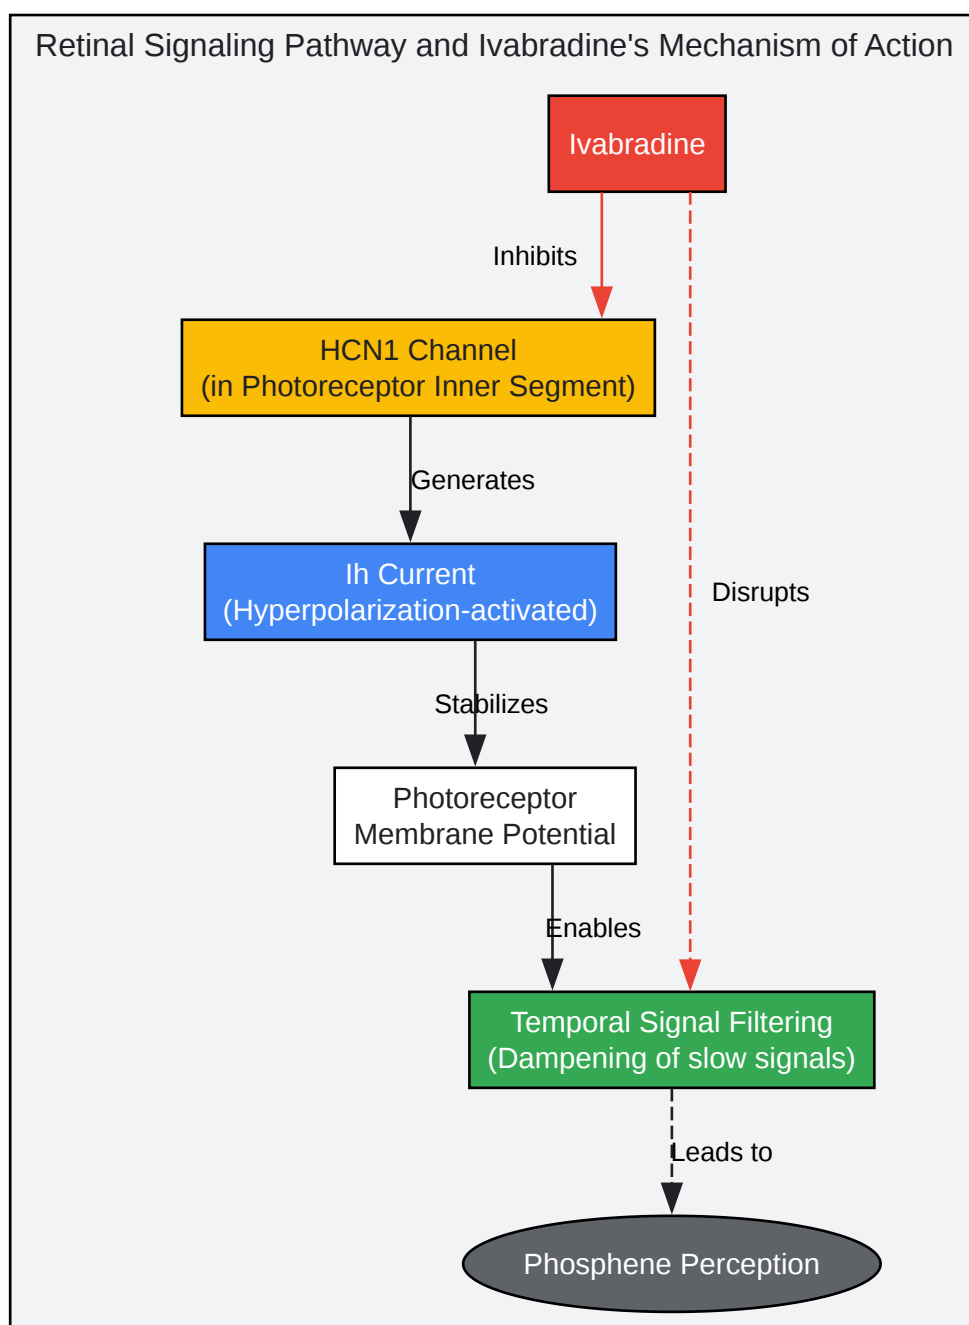 Retinal Signaling Pathway and Ivabradine's Mechanism of Action
Ivabradine
Inhibits
HCN1 Channel
(in Photoreceptor Inner Segment)
Generates
Ih Current
(Hyperpolarization-activated)
Disrupts
Stabilizes
Photoreceptor
Membrane Potential
Enables
Temporal Signal Filtering
(Dampening of slow signals)
Leads to
Phosphene Perception